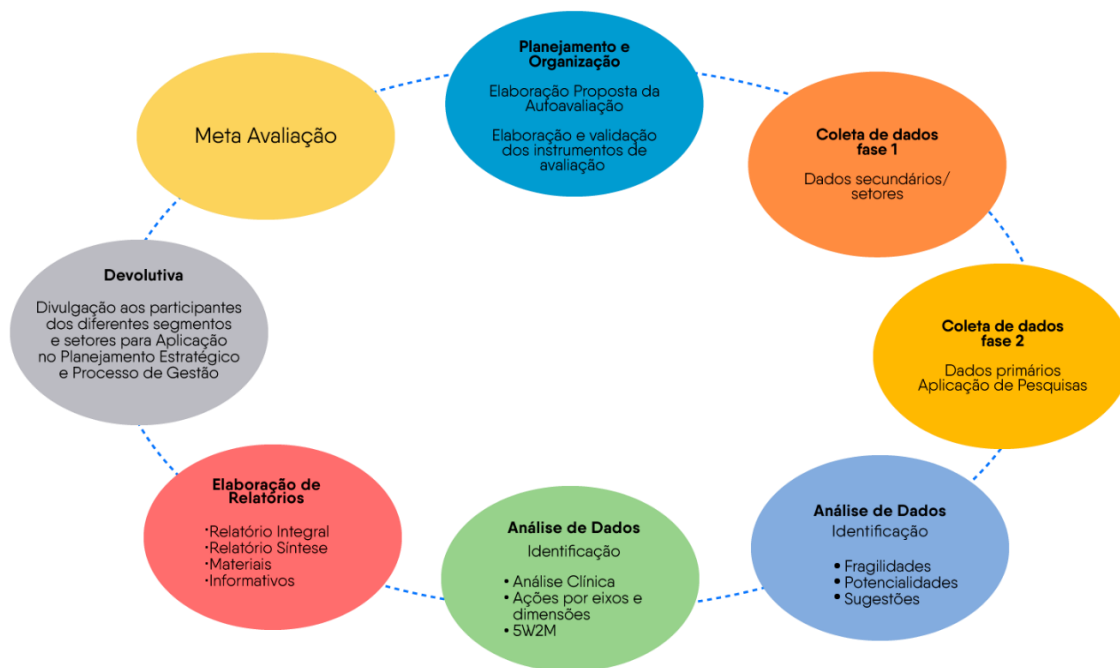 Planejamento e
Organização
Elaboração Proposta da
Autoavaliação
Elaboração e validação
dos instrumentos de
avaliação
Coleta de dados
fase 1
Dados secundários/
setores
Coleta de dados
fase 2
Dados primários
Aplicação de Pesquisas
Análise de Dados
Identificação
• Fragilidades
• Potencialidades
• Sugestões
Análise de Dados
Identificação
• Análise Clínica
• Ações por eixos e
dimensões
• 5W2M
Elaboração de
Relatórios
·Relatório Integral
·Relatório Síntese
·Materiais
·Informativos
Devolutiva
Divulgação aos participantes
dos diferentes segmentos
e setores para Aplicação
no Planejamento Estratégico
e Processo de Gestão
Meta Avaliação